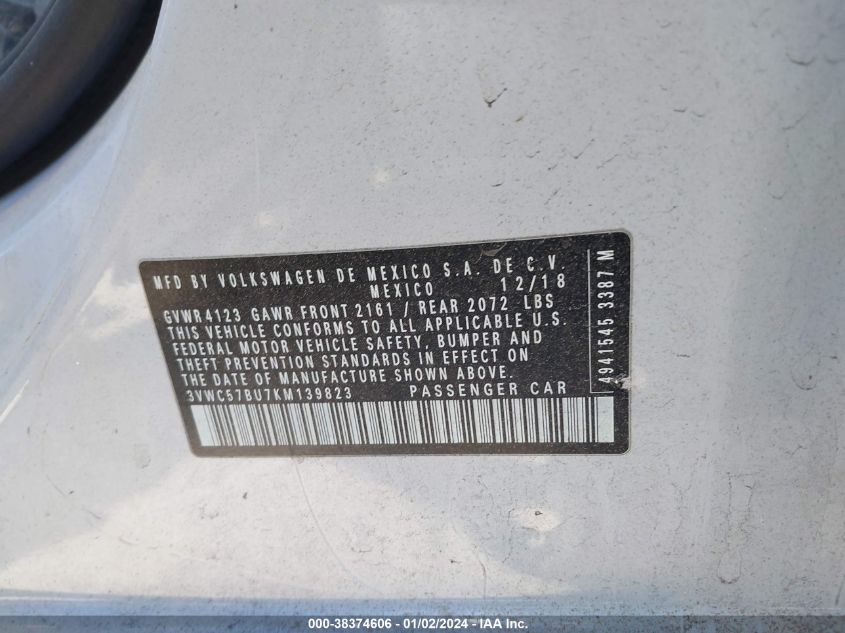 MFD BY VOLKSWAGEN DE MEXICO S.A. DE C.V.
MEXICO 12/18
GVWR 4123 GAWR FRONT 2161 / REAR 2072 LBS
THIS VEHICLE CONFORMS TO ALL APPLICABLE U.S.
FEDERAL MOTOR VEHICLE SAFETY, BUMPER AND
THEFT PREVENTION STANDARDS IN EFFECT ON
THE DATE OF MANUFACTURE SHOWN ABOVE.
3VWC57BU7KM139823 PASSENGER CAR
4941545 3387 M
000-38374606 - 01/02/2024 - IAA, Inc.